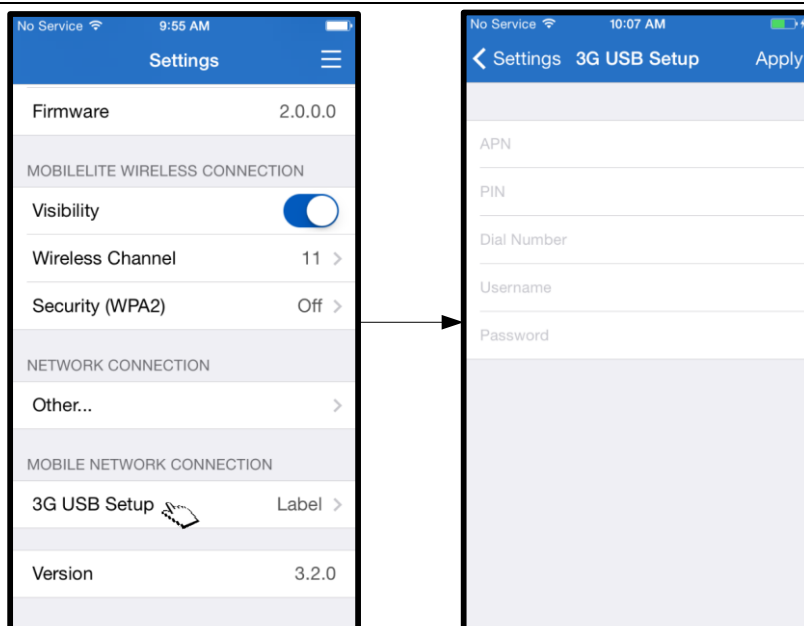 No Service 9:55 AM
Settings
Firmware 2.0.0.0
MOBILELITE WIRELESS CONNECTION
Visibility
Wireless Channel 11
Security (WPA2) Off
NETWORK CONNECTION
Other...
MOBILE NETWORK CONNECTION
3G USB Setup Label
Version 3.2.0
No Service 10:07 AM
Settings 3G USB Setup Apply
APN
PIN
Dial Number
Username
Password